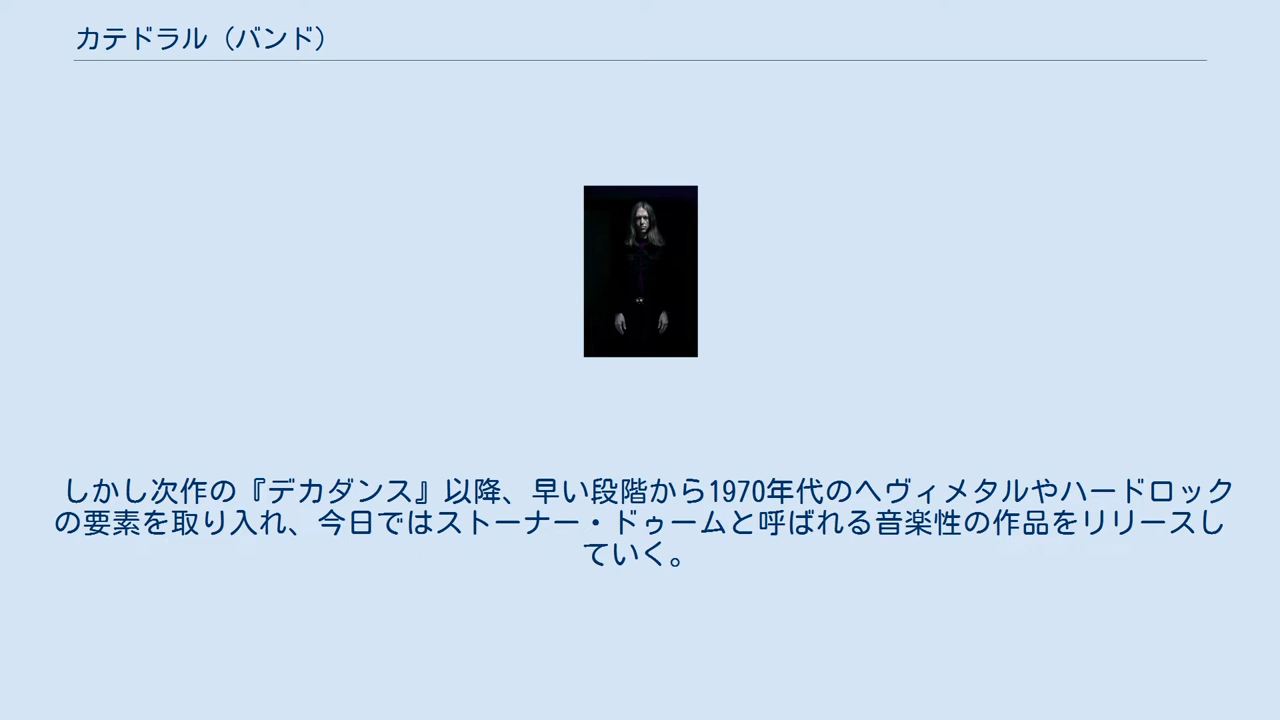 カテドラル（バンド）
しかし次作の『デカダンス』以降、早い段階から1970年代のヘヴィメタルやハードロック
の要素を取り入れ、今日ではストーナー・ドゥームと呼ばれる音楽性の作品をリリースし
ていく。